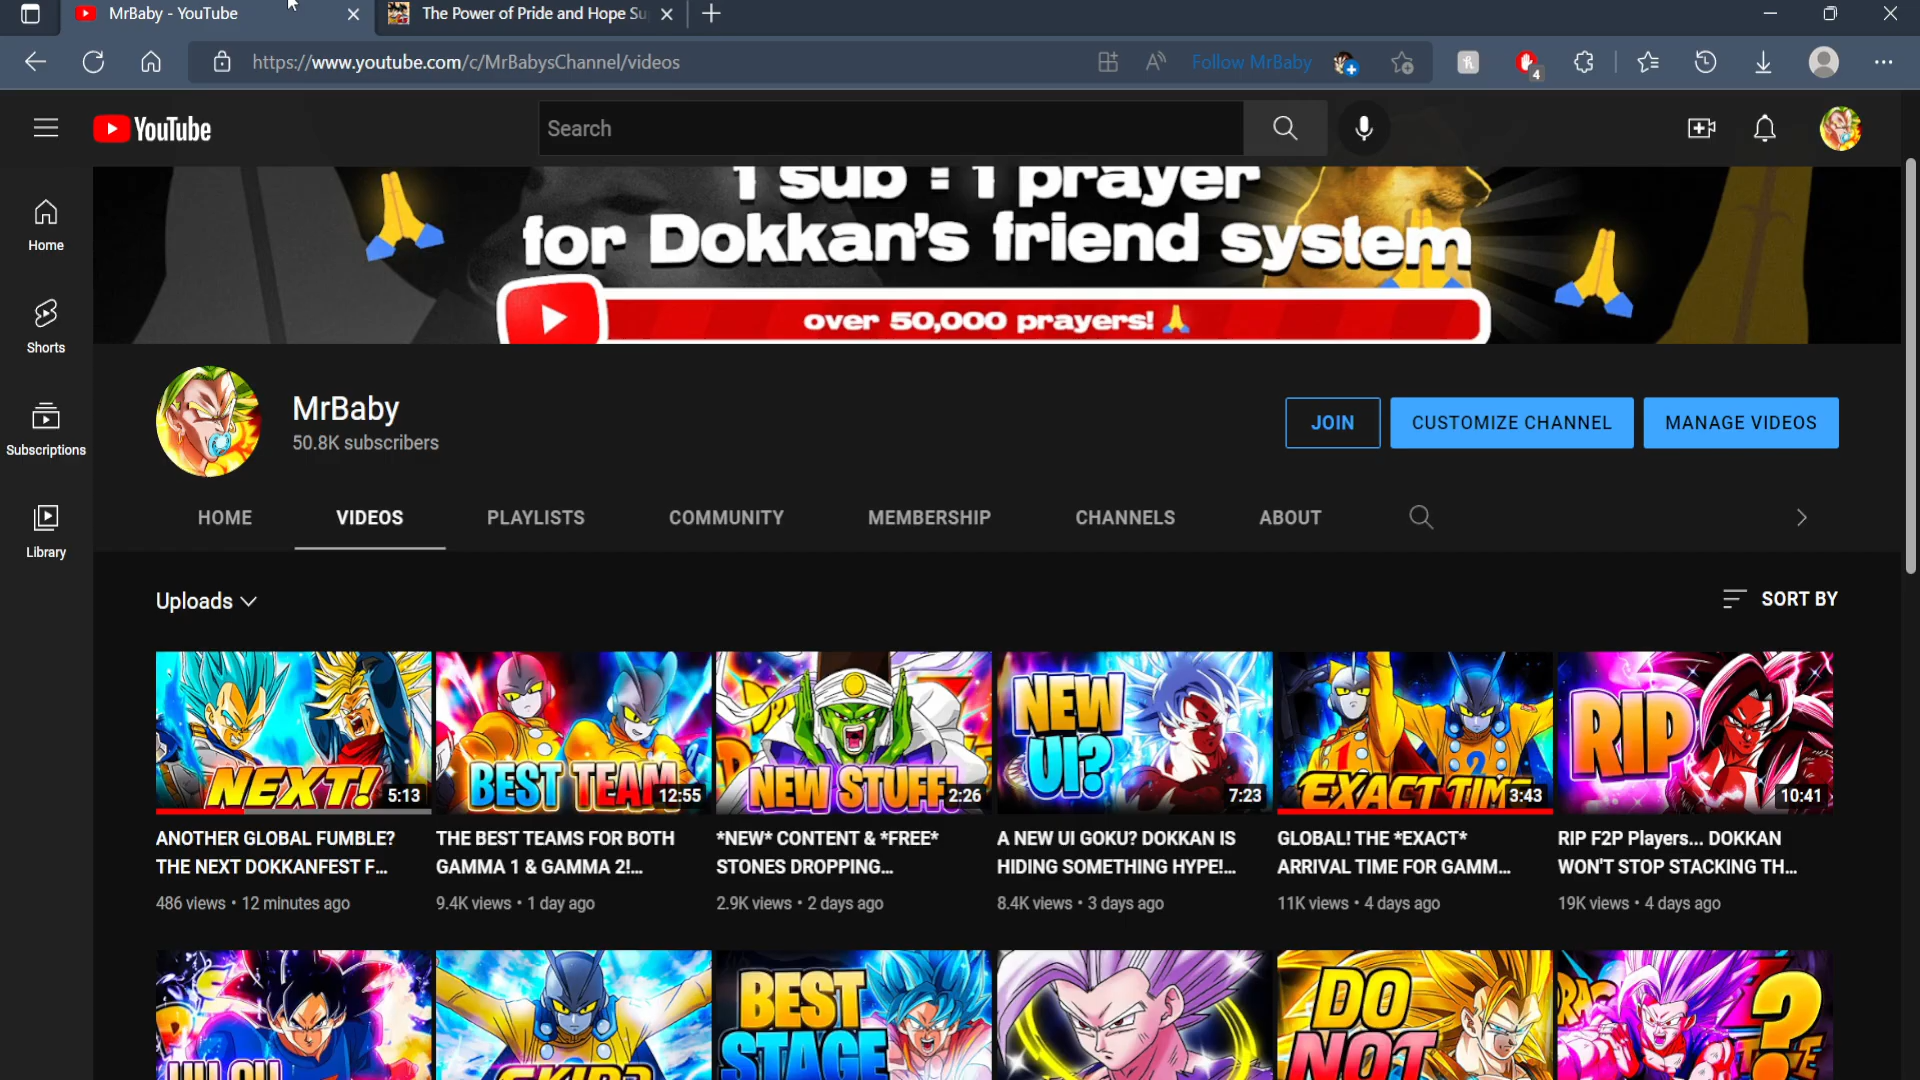 MrBaby - YouTube
The Power of Pride and Hope Su
https://www.youtube.com/c/MrBabysChannel/videos
Follow MrBaby
4
YouTube
Search
1 sub = 1 prayer
for Dokkan's friend system
over 50,000 prayers! 🙏
Home
Shorts
Subscriptions
Library
MrBaby
50.8K subscribers
JOIN
CUSTOMIZE CHANNEL
MANAGE VIDEOS
HOME
VIDEOS
PLAYLISTS
COMMUNITY
MEMBERSHIP
CHANNELS
ABOUT
Uploads
SORT BY
NEXT!
5:13
ANOTHER GLOBAL FUMBLE?
THE NEXT DOKKANFEST F...
486 views • 12 minutes ago
BEST TEAM
12:55
THE BEST TEAMS FOR BOTH
GAMMA 1 & GAMMA 2!...
9.4K views • 1 day ago
NEW STUFF!
2:26
*NEW* CONTENT & *FREE*
STONES DROPPING...
2.9K views • 2 days ago
NEW
UI?
7:23
A NEW UI GOKU? DOKKAN IS
HIDING SOMETHING HYPE!...
8.4K views • 3 days ago
EXACT TIM
3:43
GLOBAL! THE *EXACT*
ARRIVAL TIME FOR GAMM...
11K views • 4 days ago
RIP
10:41
RIP F2P Players... DOKKAN
WON'T STOP STACKING TH...
19K views • 4 days ago
SKIP?
BEST
STAGE
DO
NOT
?